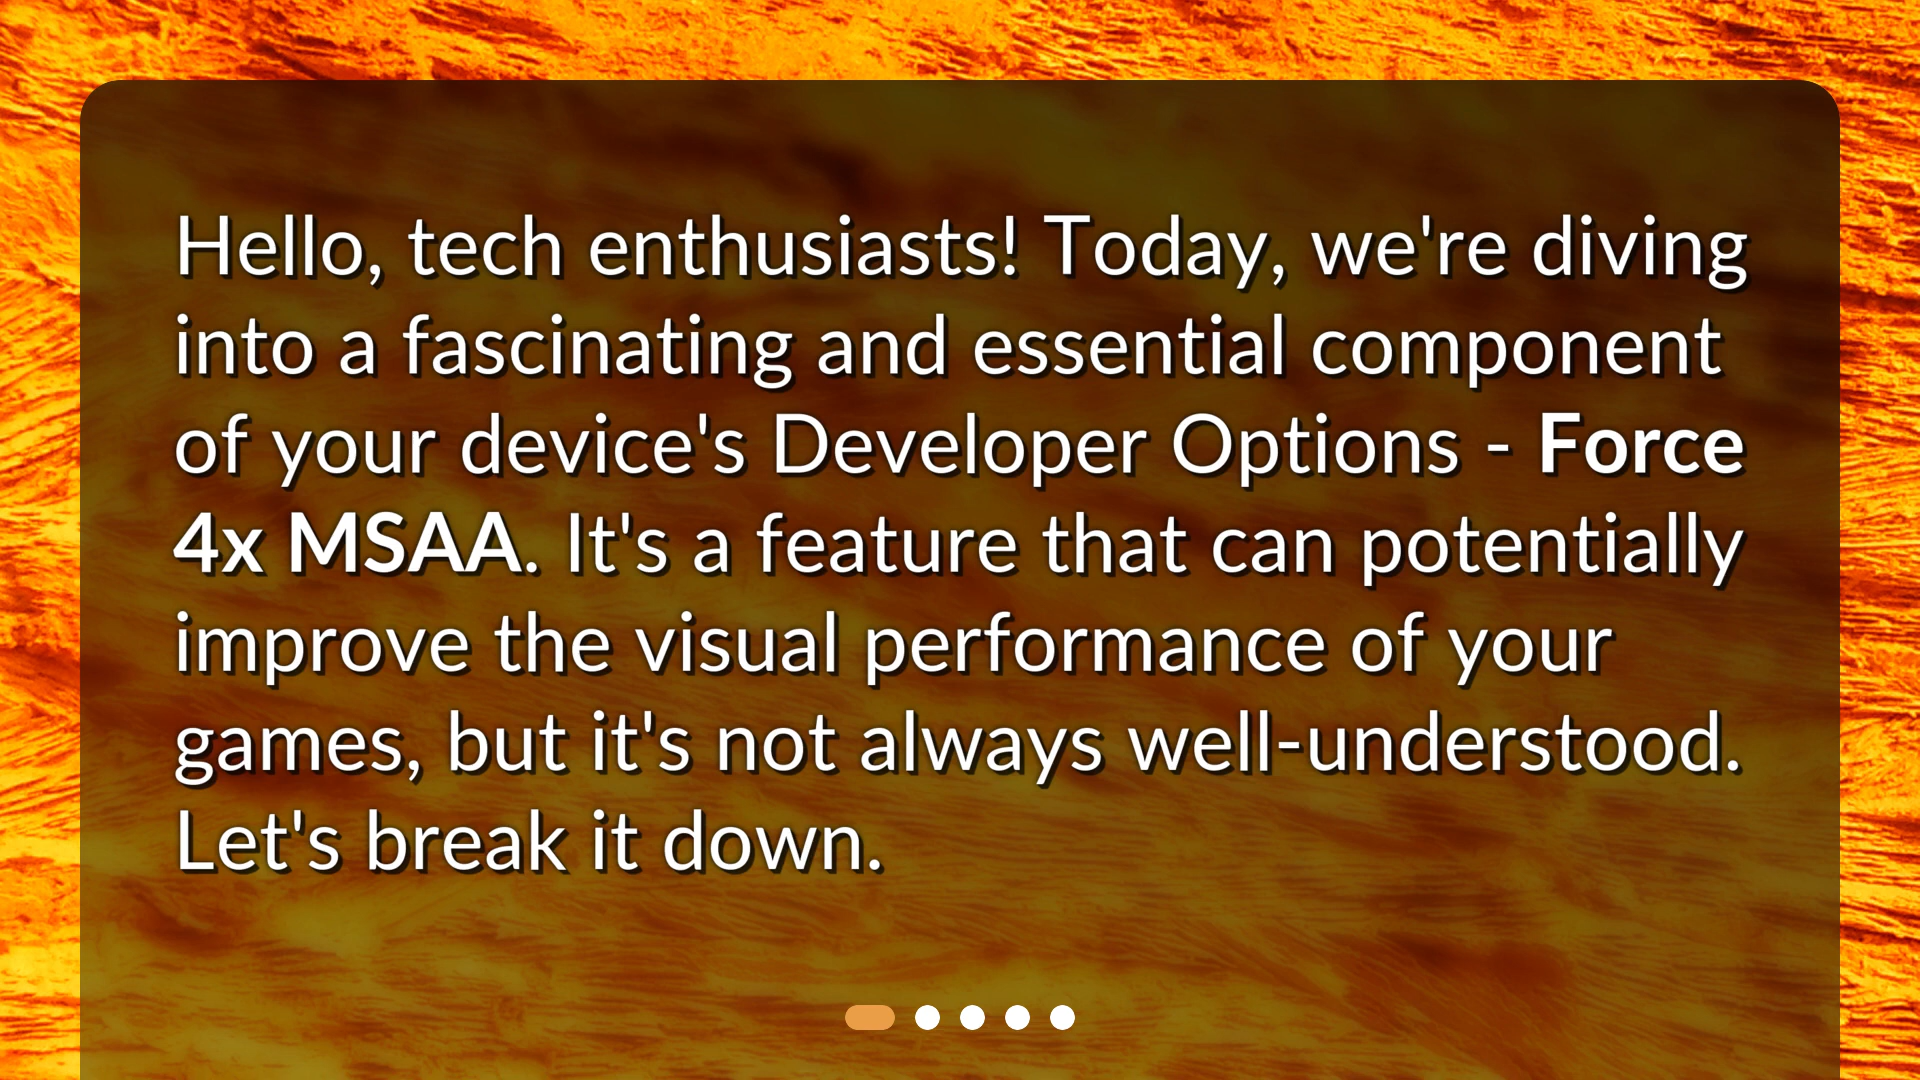 Hello, tech enthusiasts! Today, we're diving
into a fascinating and essential component
of your device's Developer Options - Force
4x MSAA. It's a feature that can potentially
improve the visual performance of your
games, but it's not always well-understood.
Let's break it down.